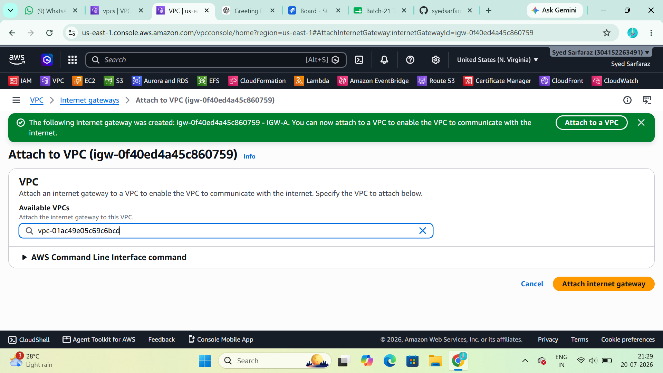 WhatsA
vpcs | VPC
VPC | us-e
Greeting E
Board - Sc
Batch-21
syedsarfar
Ask Gemini
us-east-1.console.aws.amazon.com/vpcconsole/home?region=us-east-1#AttachInternetGateway:internetGatewayId=igw-0f40ed4a45c860759
aws
Search
[Alt+S]
United States (N. Virginia) ▼
Syed Sarfaraz (304152263491) ▼
Syed Sarfaraz
IAM
VPC
EC2
S3
Aurora and RDS
EFS
CloudFormation
Lambda
Amazon EventBridge
Route 53
Certificate Manager
CloudFront
CloudWatch
VPC > Internet gateways > Attach to VPC (igw-0f40ed4a45c860759)
The following internet gateway was created: igw-0f40ed4a45c860759 - IGW-A. You can now attach to a VPC to enable the VPC to communicate with the
internet.
Attach to a VPC
Attach to VPC (igw-0f40ed4a45c860759) Info
VPC
Attach an internet gateway to a VPC to enable the VPC to communicate with the internet. Specify the VPC to attach below.
Available VPCs
Attach the internet gateway to this VPC.
vpc-01ac49e05c69c6bcd
AWS Command Line Interface command
Cancel
Attach internet gateway
CloudShell
Agent Toolkit for AWS
Feedback
Console Mobile App
© 2026, Amazon Web Services, Inc. or its affiliates.
Privacy
Terms
Cookie preferences
28°C
Light rain
Search
ENG
IN
21:29
20-07-2026